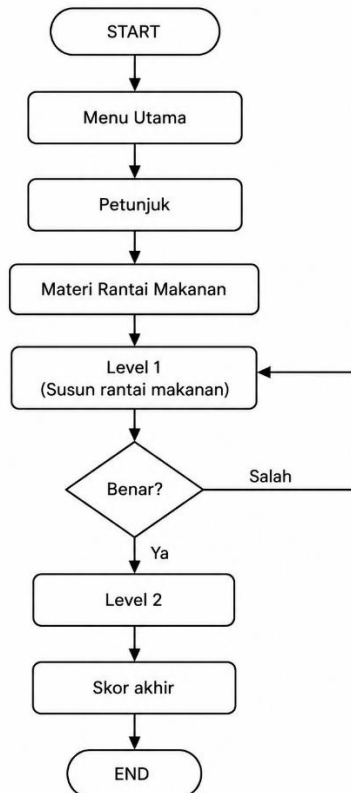 START
Menu Utama
Petunjuk
Materi Rantai Makanan
Level 1
(Susun rantai makanan)
Benar?
Salah
Ya
Level 2
Skor akhir
END